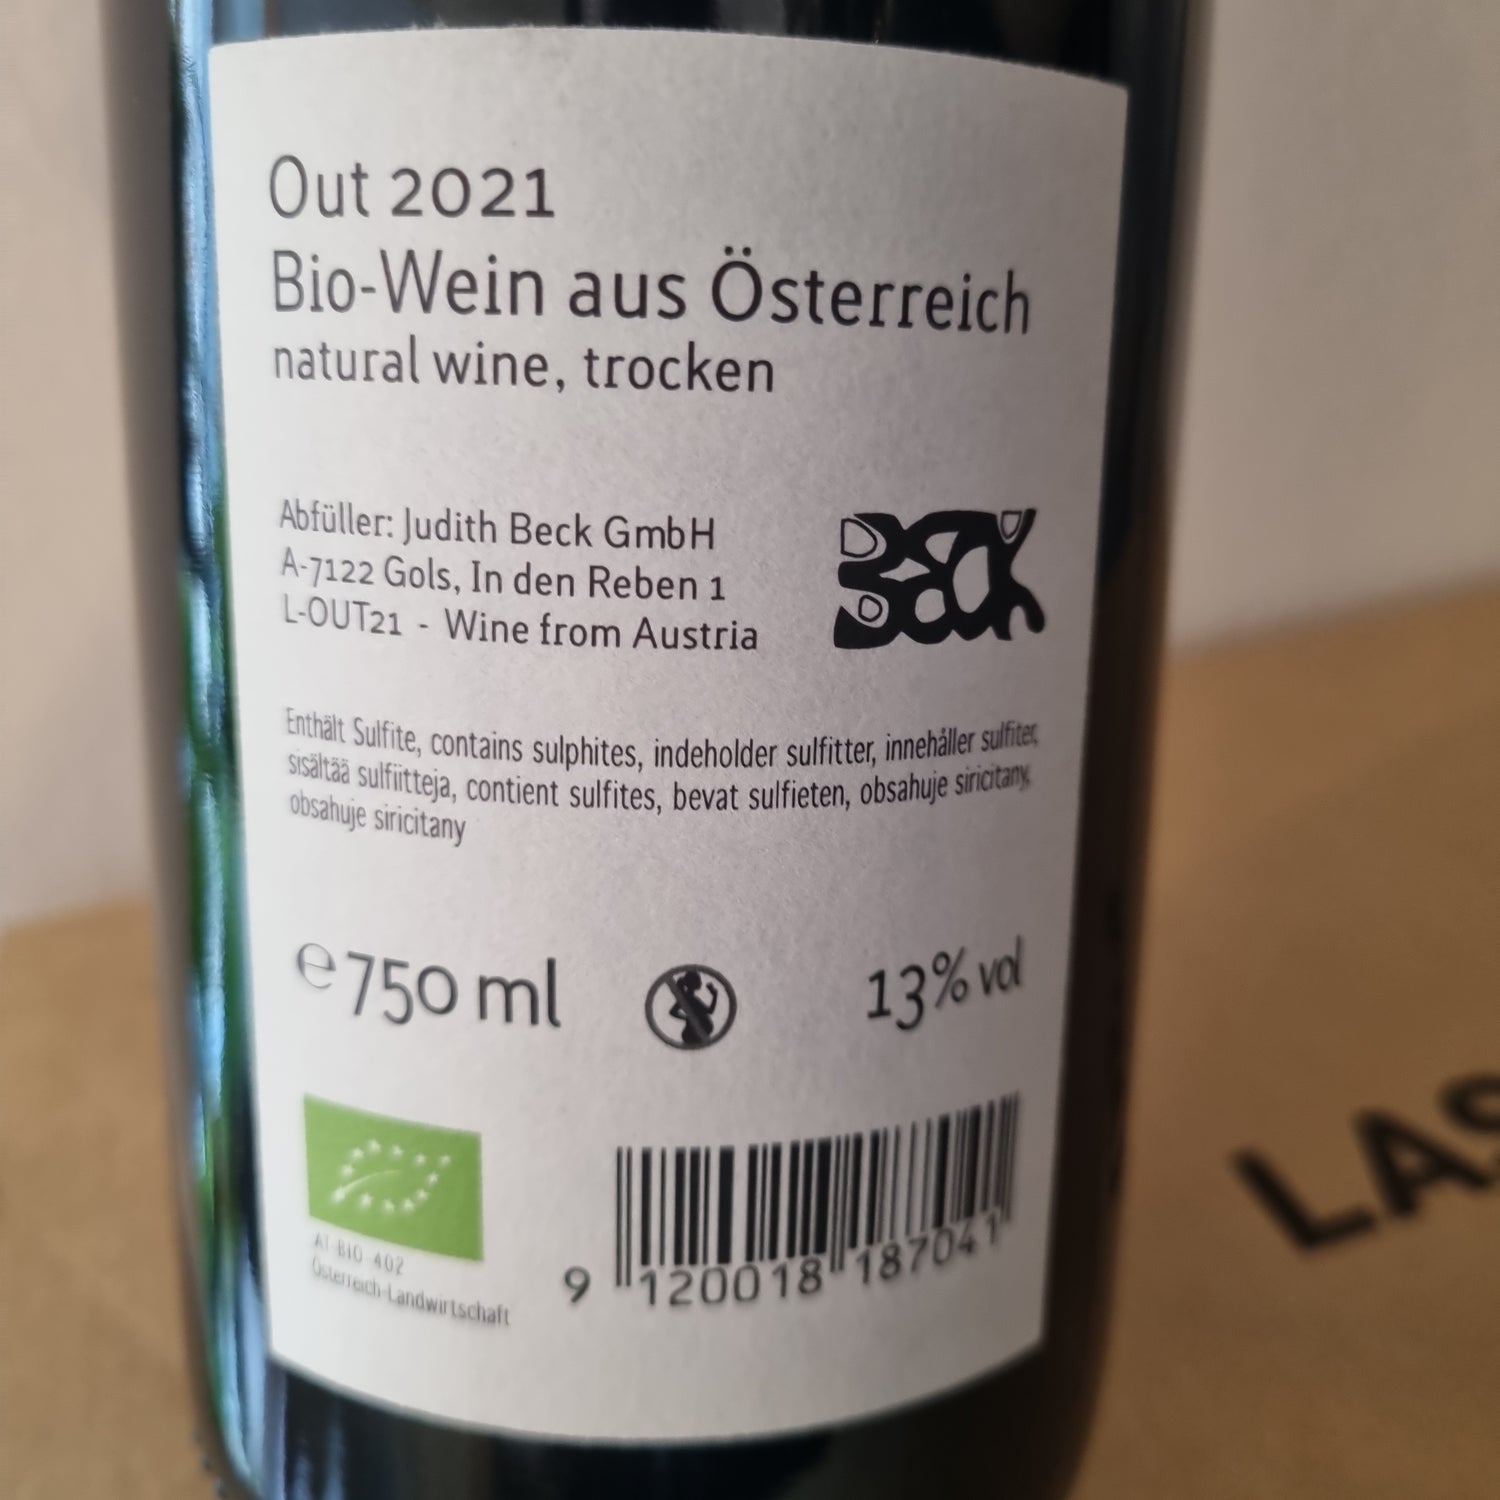 Out 2021
Bio-Wein aus Österreich
natural wine, trocken
Abfüller: Judith Beck GmbH
A-7122 Gols, In den Reben 1
L-OUT21 - Wine from Austria
BECK
Enthält Sulfite, contains sulphites, indeholder sulfitter, innehåller sulfiter,
sisältää sulfiitteja, contient sulfites, bevat sulfieten, obsahuje siricitany,
obsahuje siricitany
℮ 750 ml
13% vol
AT-BIO-402
Österreich-Landwirtschaft
9 120018 187041
LAS